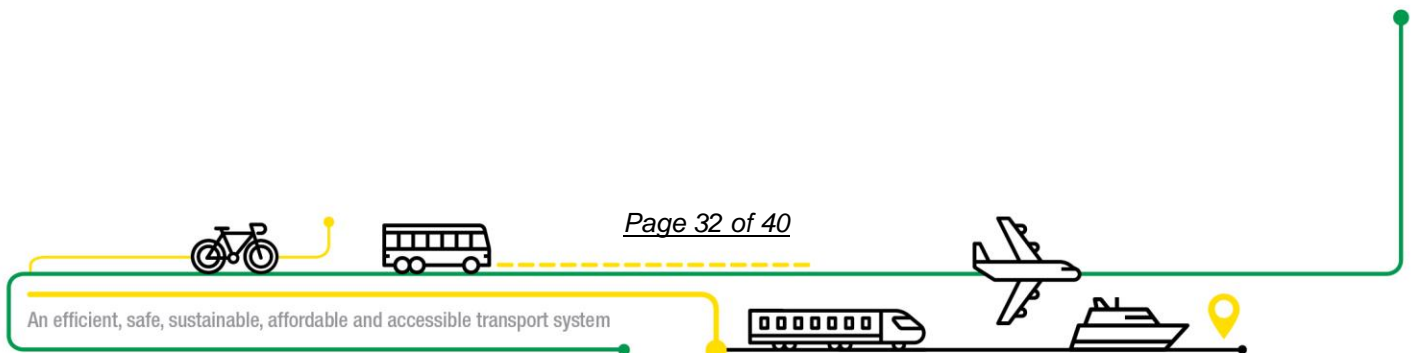 Page 32 of 40
An efficient, safe, sustainable, affordable and accessible transport system